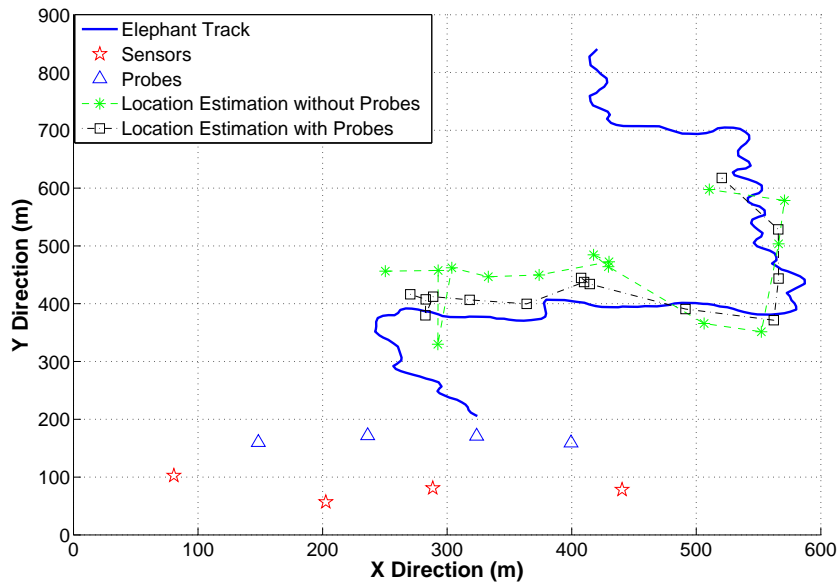 900
800
700
600
500
400
300
200
100
0
Y Direction (m)
Elephant Track
Sensors
Probes
Location Estimation without Probes
Location Estimation with Probes
0 100 200 300 400 500 600
X Direction (m)